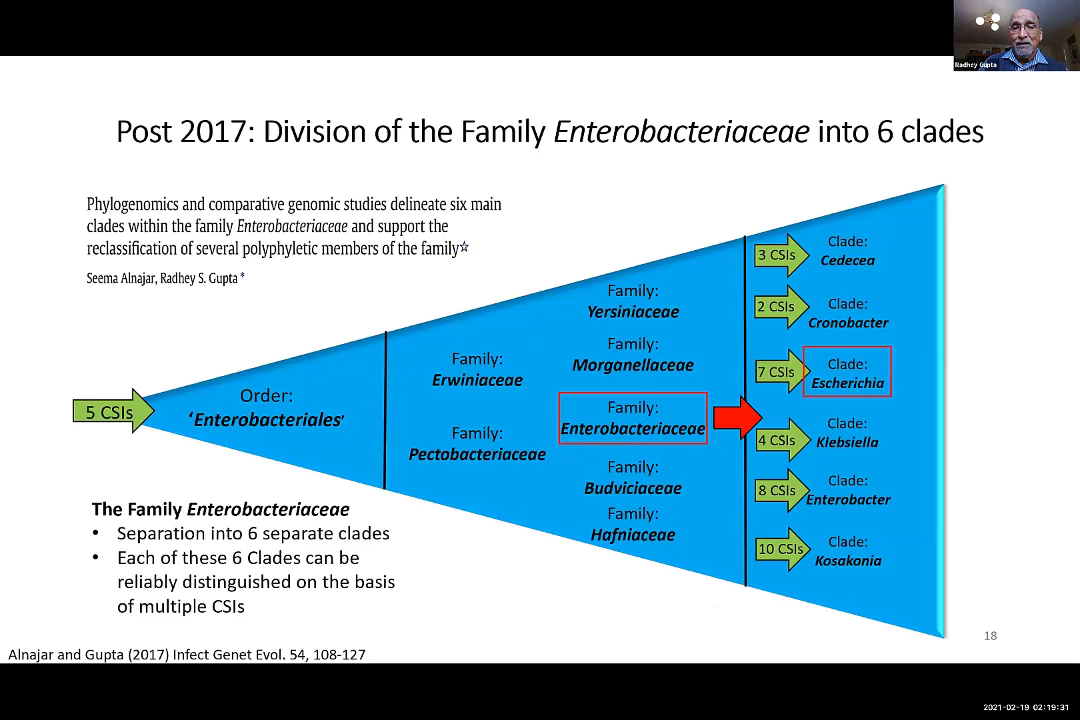 Radhey Gupta
Post 2017: Division of the Family Enterobacteriaceae into 6 clades
Phylogenomics and comparative genomic studies delineate six main
clades within the family Enterobacteriaceae and support the
reclassification of several polyphyletic members of the family☆
Seema Alnajar, Radhey S. Gupta *
5 CSIs
Order:
‘Enterobacteriales’
Family:
Erwiniaceae
Family:
Pectobacteriaceae
Family:
Yersiniaceae
Family:
Morganellaceae
Family:
Enterobacteriaceae
Family:
Budviciaceae
Family:
Hafniaceae
3 CSIs
Clade:
Cedecea
2 CSIs
Clade:
Cronobacter
7 CSIs
Clade:
Escherichia
4 CSIs
Clade:
Klebsiella
8 CSIs
Clade:
Enterobacter
10 CSIs
Clade:
Kosakonia
The Family Enterobacteriaceae
• Separation into 6 separate clades
• Each of these 6 Clades can be
reliably distinguished on the basis
of multiple CSIs
18
Alnajar and Gupta (2017) Infect Genet Evol. 54, 108-127
2021-02-19 02:19:31